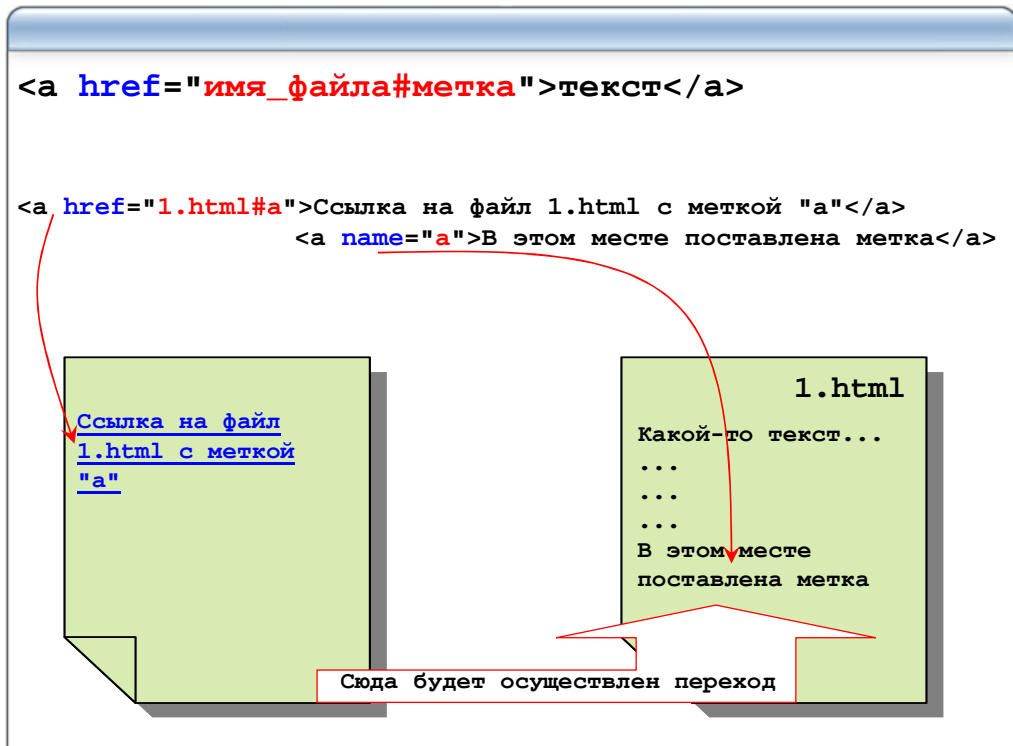 <a href="имя_файла#метка">текст</a>
<a href="1.html#a">Ссылка на файл 1.html с меткой "a"</a>
<a name="a">В этом месте поставлена метка</a>
Ссылка на файл
1.html с меткой
"a"
1.html
Какой-то текст...
...
...
...
В этом месте
поставлена метка
Сюда будет осуществлен переход